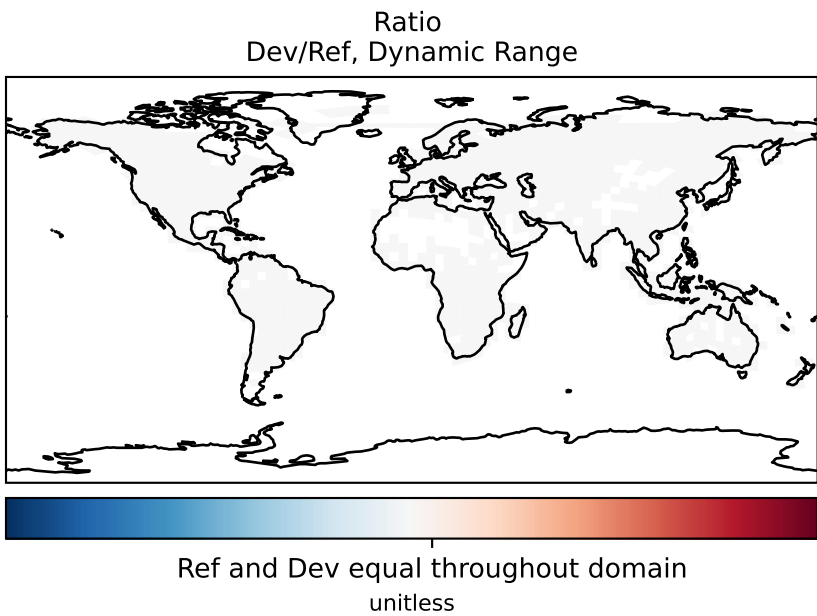 Ratio
Dev/Ref, Dynamic Range
Ref and Dev equal throughout domain
unitless